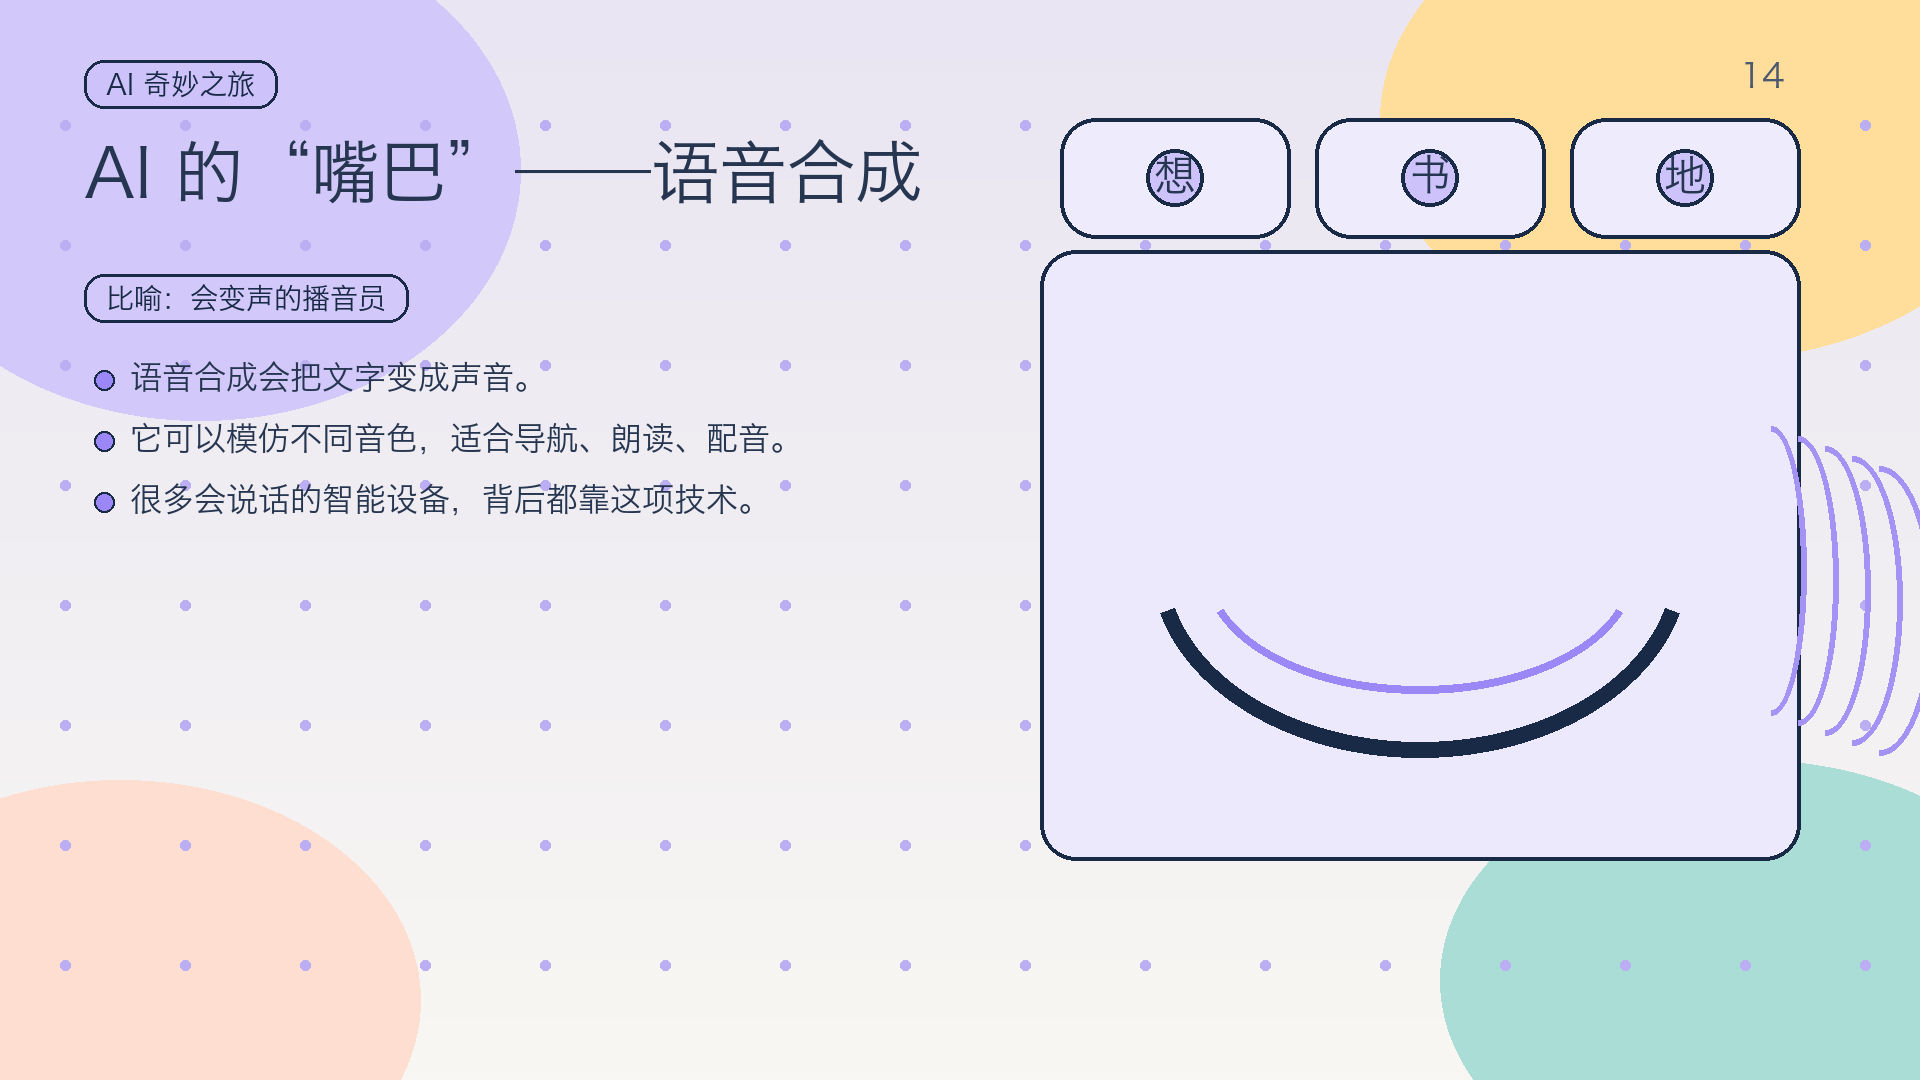 AI 奇妙之旅
14
AI 的“嘴巴”——语音合成
想
书
地
比喻：会变声的播音员
语音合成会把文字变成声音。
它可以模仿不同音色，适合导航、朗读、配音。
很多会说话的智能设备，背后都靠这项技术。